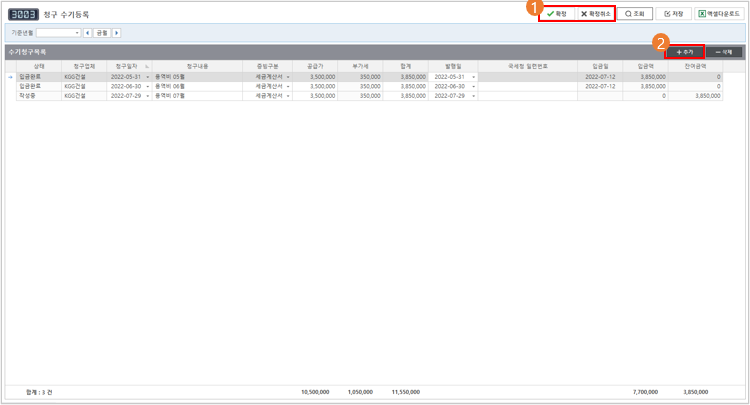 3003 청구 수기등록
1 확정 확정취소 조회 저장 엑셀다운로드
기준년월 금월
수기청구목록 2 추가 삭제
상태 청구업체 청구일자 청구내용 증빙구분 공급가 부가세 합계 발행일 국세청 일련번호 입금일 입금액 잔여금액
입금완료 KGG건설 2022-05-31 용역비 05월 세금계산서 3,500,000 350,000 3,850,000 2022-05-31 2022-07-12 3,850,000 0
입금완료 KGG건설 2022-06-30 용역비 06월 세금계산서 3,500,000 350,000 3,850,000 2022-06-30 2022-07-12 3,850,000 0
작성중 KGG건설 2022-07-29 용역비 07월 세금계산서 3,500,000 350,000 3,850,000 2022-07-29 0 3,850,000
합계 : 3 건 10,500,000 1,050,000 11,550,000 7,700,000 3,850,000